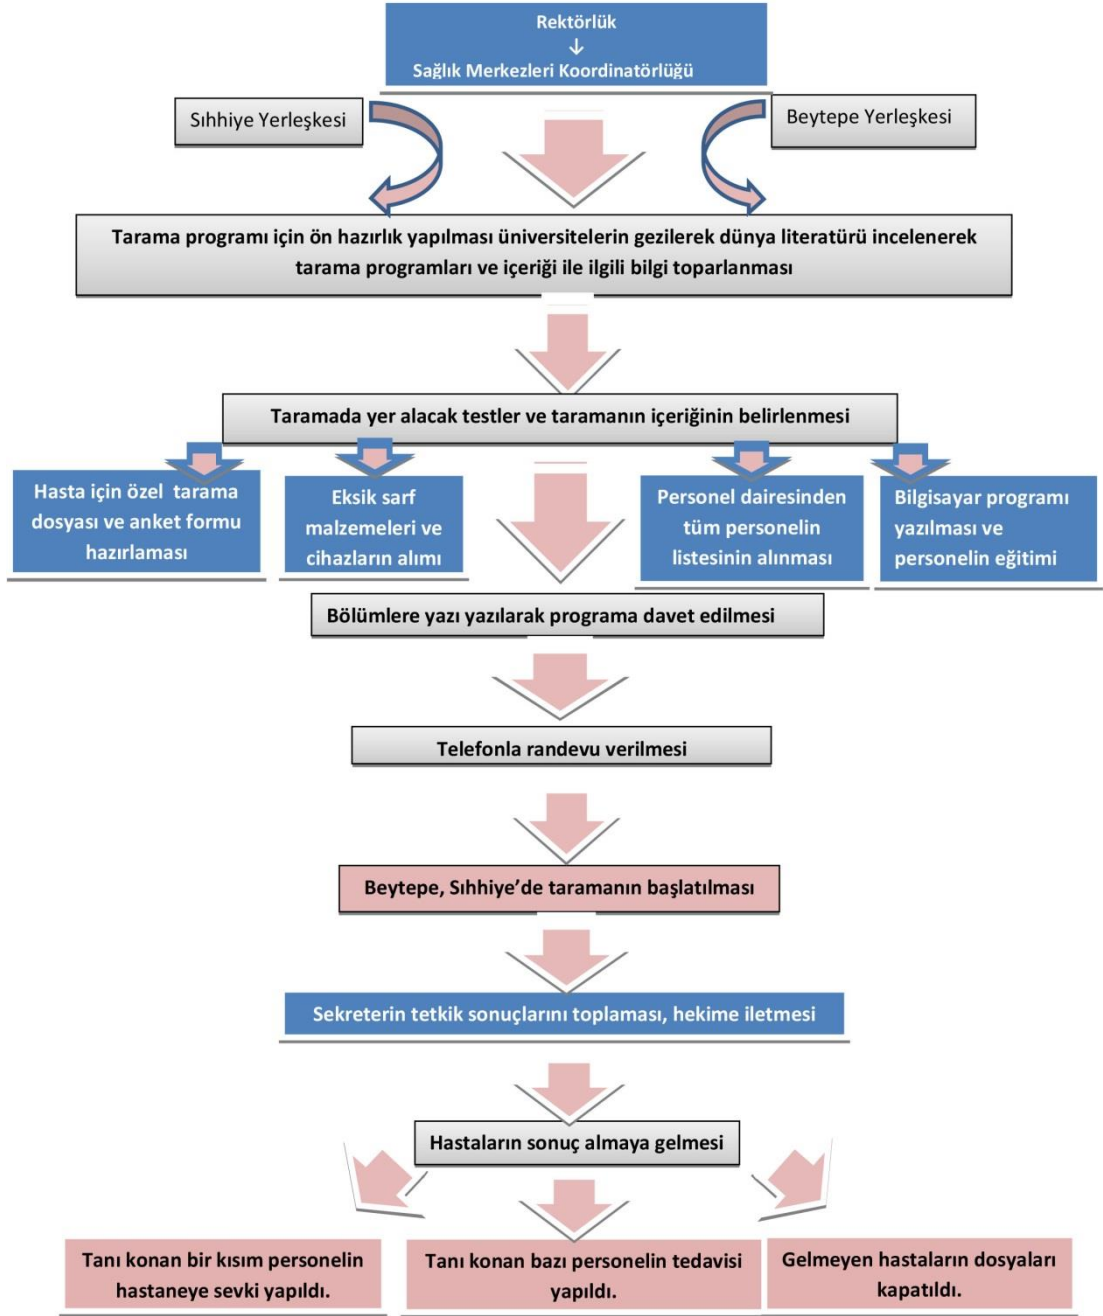 Rektörlük
↓
Sağlık Merkezleri Koordinatörlüğü
Sıhhiye Yerleşkesi
Beytepe Yerleşkesi
Tarama programı için ön hazırlık yapılması üniversitelerin gezilerek dünya literatürü incelenerek
tarama programları ve içeriği ile ilgili bilgi toparlanması
Taramada yer alacak testler ve taramanın içeriğinin belirlenmesi
Hasta için özel tarama
dosyası ve anket formu
hazırlaması
Eksik sarf
malzemeleri ve
cihazların alımı
Personel dairesinden
tüm personelin
listesinin alınması
Bilgisayar programı
yazılması ve
personelin eğitimi
Bölümlere yazı yazılarak programa davet edilmesi
Telefonla randevu verilmesi
Beytepe, Sıhhiye’de taramanın başlatılması
Sekreterin tetkik sonuçlarını toplaması, hekime iletmesi
Hastaların sonuç almaya gelmesi
Tanı konan bir kısım personelin
hastaneye sevki yapıldı.
Tanı konan bazı personelin tedavisi
yapıldı.
Gelmeyen hastaların dosyaları
kapatıldı.